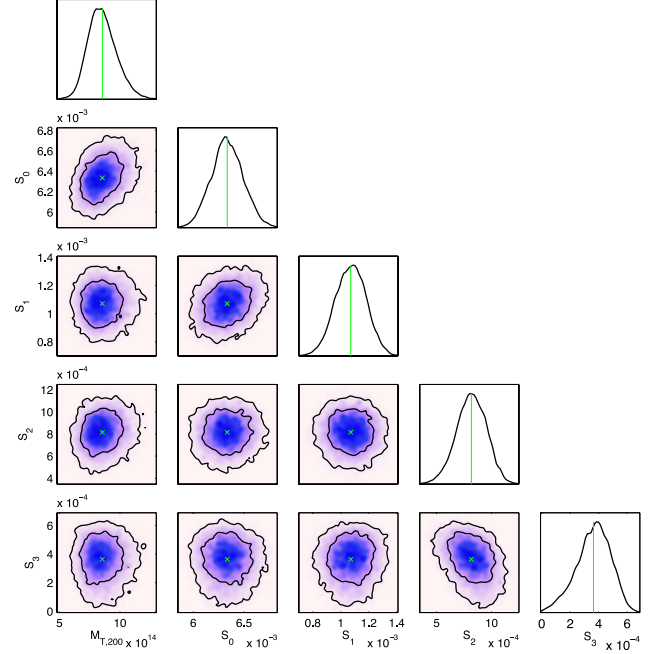 x 10⁻³
6.8
6.6
6.4
6.2
6
S₀
x 10⁻³
1.4
1.2
1
0.8
S₁
x 10⁻⁴
12
10
8
6
4
S₂
x 10⁻⁴
6
4
2
0
S₃
5 10
M_T,200 x 10¹⁴
6 6.5
S₀ x 10⁻³
0.8 1 1.2 1.4
S₁ x 10⁻³
5 10
S₂ x 10⁻⁴
0 2 4 6
S₃ x 10⁻⁴